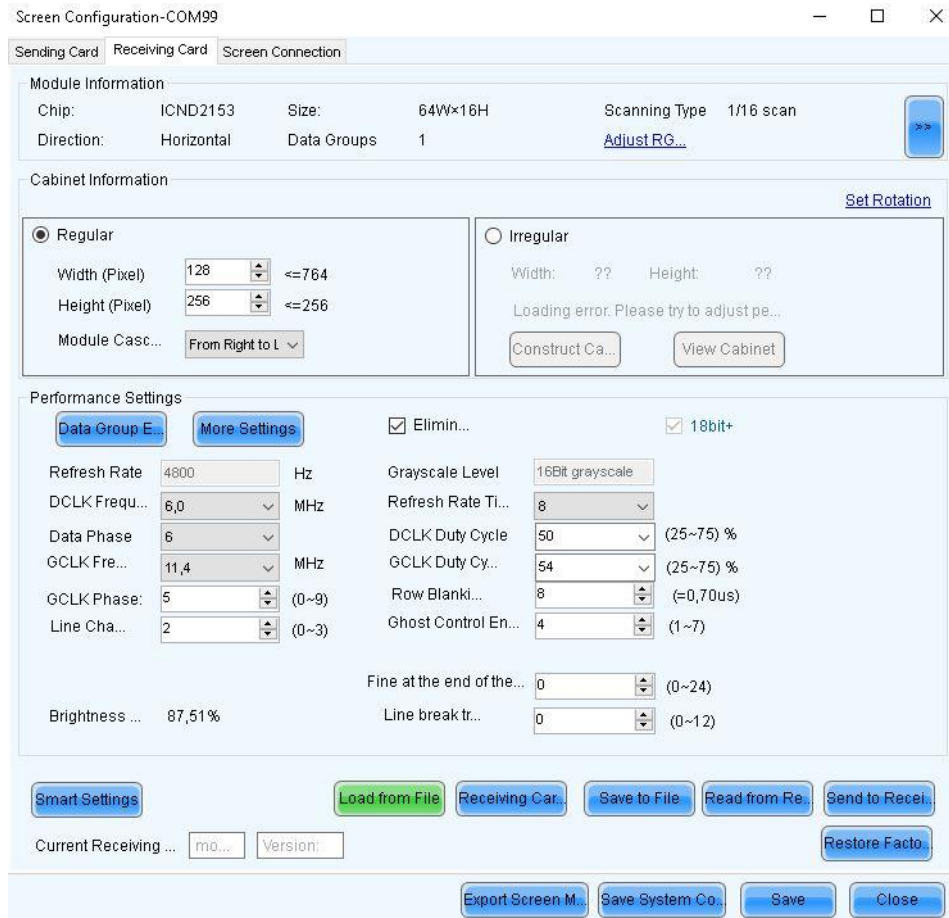 Screen Configuration-COM99
Sending Card Receiving Card Screen Connection
Module Information
Chip: ICND2153 Size: 64W×16H Scanning Type 1/16 scan
Direction: Horizontal Data Groups 1 Adjust RG...
>>
Cabinet Information
Set Rotation
Regular
Width (Pixel) 128 <=764
Height (Pixel) 256 <=256
Module Casc... From Right to L
Irregular
Width: ?? Height: ??
Loading error. Please try to adjust pe...
Construct Ca... View Cabinet
Performance Settings
Data Group E... More Settings Elimin... 18bit+
Refresh Rate 4800 Hz Grayscale Level 16Bit grayscale
DCLK Frequ... 6,0 MHz Refresh Rate Ti... 8
Data Phase 6 DCLK Duty Cycle 50 (25~75) %
GCLK Fre... 11,4 MHz GCLK Duty Cy... 54 (25~75) %
GCLK Phase: 5 (0~9) Row Blanki... 8 (=0,70us)
Line Cha... 2 (0~3) Ghost Control En... 4 (1~7)
Fine at the end of the... 0 (0~24)
Brightness ... 87,51% Line break tr... 0 (0~12)
Smart Settings Load from File Receiving Car... Save to File Read from Re... Send to Recei...
Current Receiving ... mo... Version: Restore Facto...
Export Screen M... Save System Co... Save Close